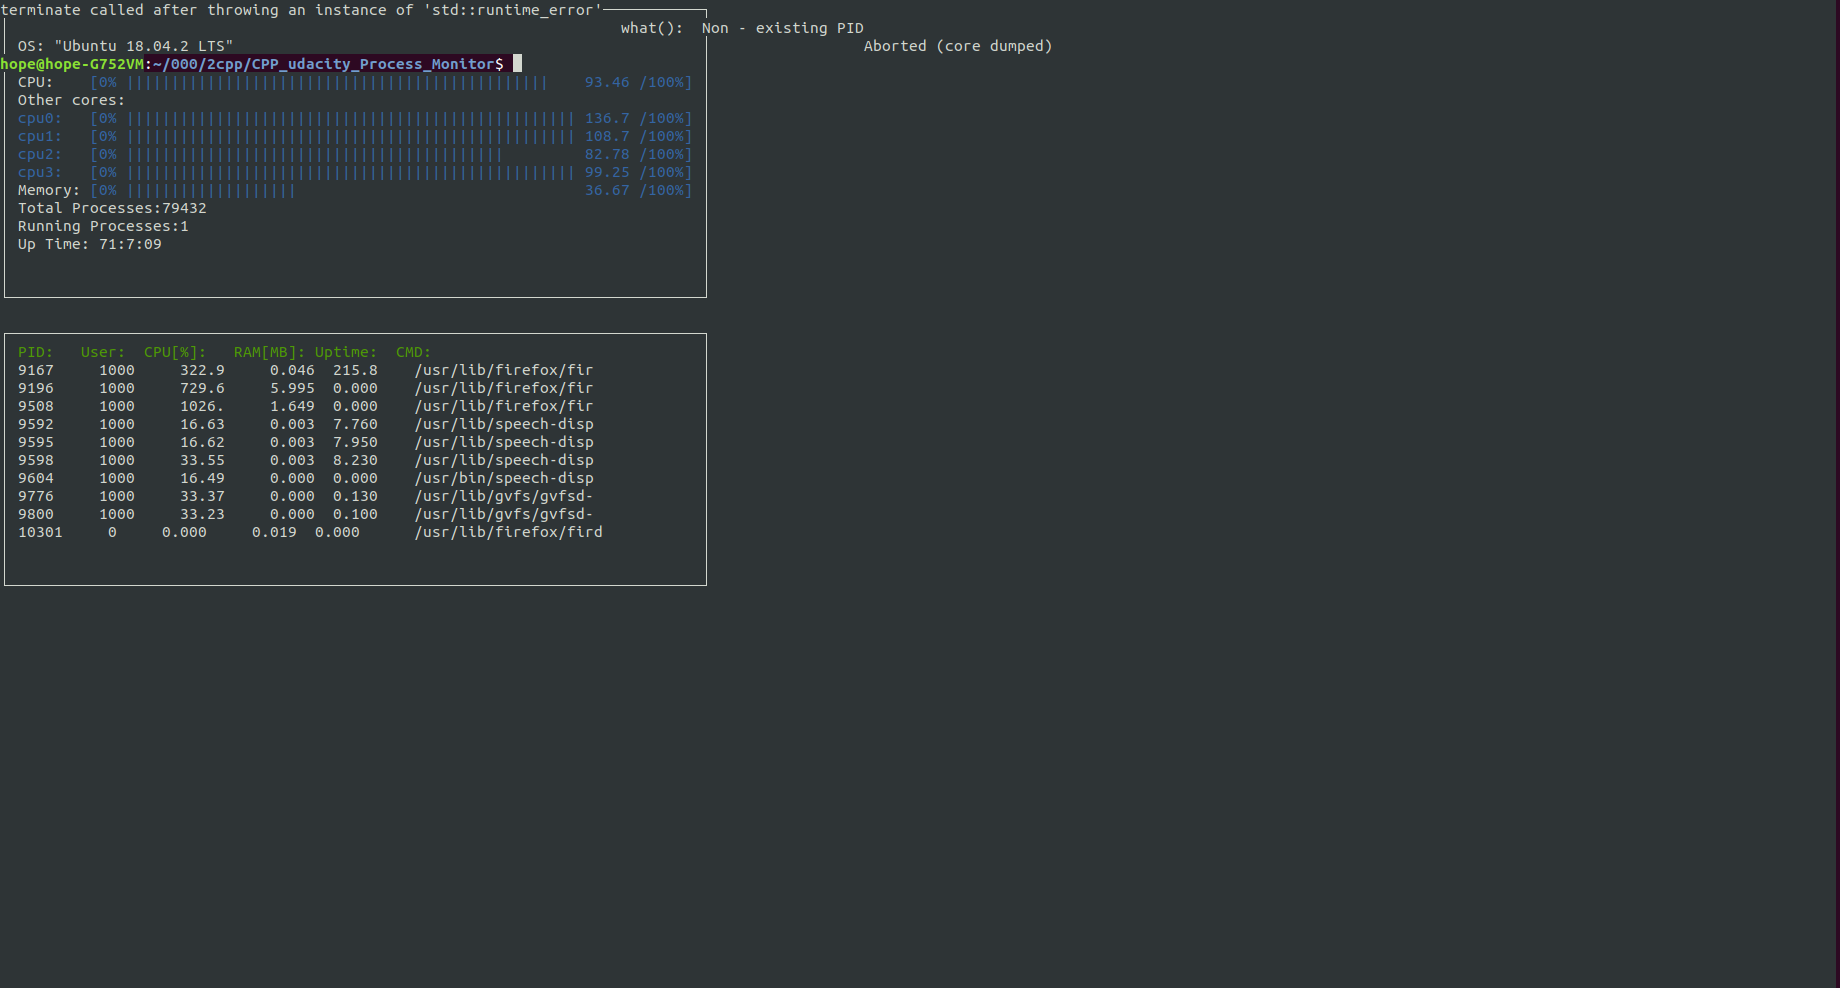 terminate called after throwing an instance of 'std::runtime_error'
what():  Non - existing PID
OS: "Ubuntu 18.04.2 LTS" Aborted (core dumped)
hope@hope-G752VM:~/000/2cpp/CPP_udacity_Process_Monitor$
CPU: [0% ||||||||||||||||||||||||||||||||||||||||||||||| 93.46 /100%]
Other cores:
cpu0: [0% |||||||||||||||||||||||||||||||||||||||||||||||||| 136.7 /100%]
cpu1: [0% |||||||||||||||||||||||||||||||||||||||||||||||||| 108.7 /100%]
cpu2: [0% |||||||||||||||||||||||||||||||||||||||||| 82.78 /100%]
cpu3: [0% |||||||||||||||||||||||||||||||||||||||||||||||||| 99.25 /100%]
Memory: [0% ||||||||||||||||||| 36.67 /100%]
Total Processes:79432
Running Processes:1
Up Time: 71:7:09
PID: User: CPU[%]: RAM[MB]: Uptime: CMD:
9167 1000 322.9 0.046 215.8 /usr/lib/firefox/fir
9196 1000 729.6 5.995 0.000 /usr/lib/firefox/fir
9508 1000 1026. 1.649 0.000 /usr/lib/firefox/fir
9592 1000 16.63 0.003 7.760 /usr/lib/speech-disp
9595 1000 16.62 0.003 7.950 /usr/lib/speech-disp
9598 1000 33.55 0.003 8.230 /usr/lib/speech-disp
9604 1000 16.49 0.000 0.000 /usr/bin/speech-disp
9776 1000 33.37 0.000 0.130 /usr/lib/gvfs/gvfsd-
9800 1000 33.23 0.000 0.100 /usr/lib/gvfs/gvfsd-
10301 0 0.000 0.019 0.000 /usr/lib/firefox/fird